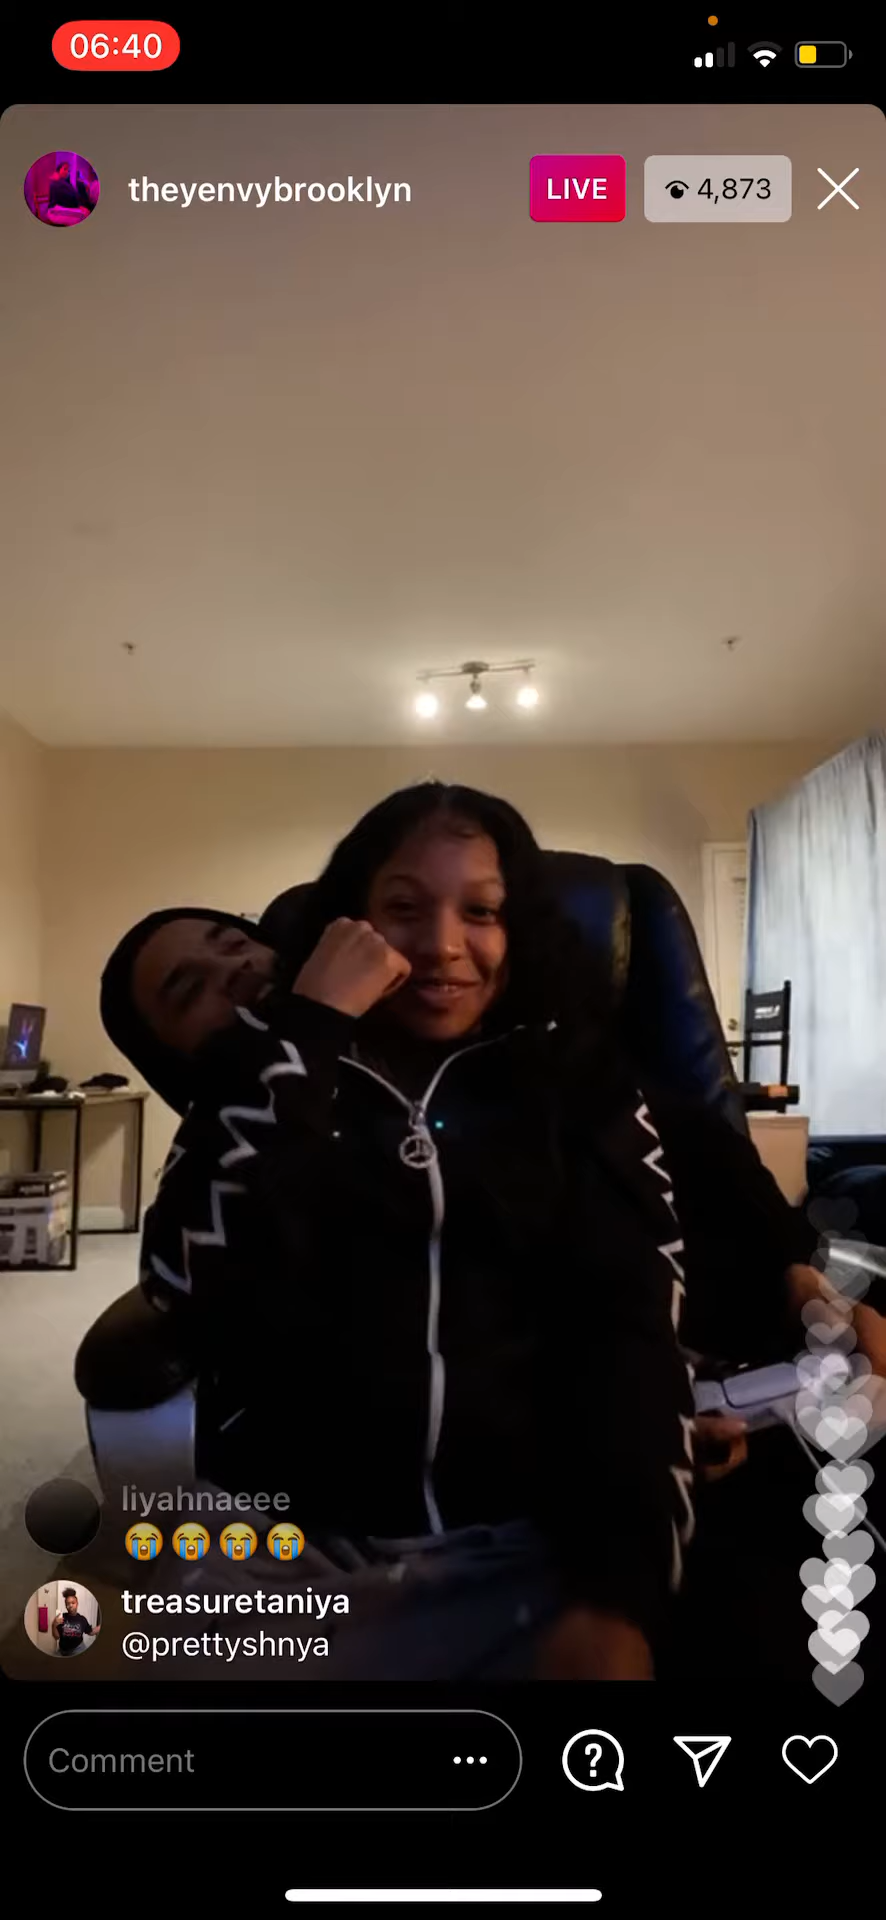 06:40
theyenvybrooklyn
LIVE
4,873
liyahnaeee
😭😭😭😭
treasuretaniya
@prettyshnya
Comment